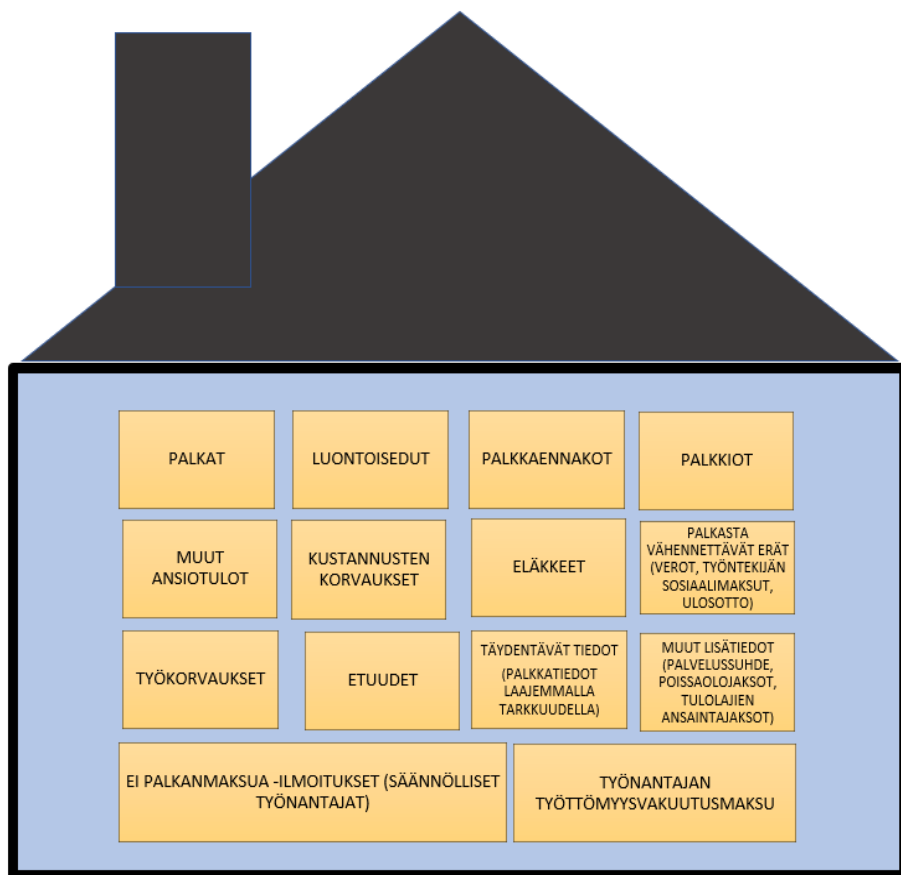 PALKAT
LUONTOISEDUT
PALKKAENNAKOT
PALKKIOT
MUUT
ANSIOTULOT
KUSTANNUSTEN
KORVAUKSET
ELÄKKEET
PALKASTA
VÄHENNETTÄVÄT ERÄT
(VEROT, TYÖNTEKIJÄN
SOSIAALIMAKSUT,
ULOSOTTO)
TYÖKORVAUKSET
ETUUDET
TÄYDENTÄVÄT TIEDOT
(PALKKATIEDOT
LAAJEMMALLA
TARKKUUDELLA)
MUUT LISÄTIEDOT
(PALVELUSSUHDE,
POISSAOLOJAKSOT,
TULOLAJIEN
ANSAINTAJAKSOT)
EI PALKANMAKSUA -ILMOITUKSET (SÄÄNNÖLLISET
TYÖNANTAJAT)
TYÖNANTAJAN
TYÖTTÖMYYSVAKUUTUSMAKSU